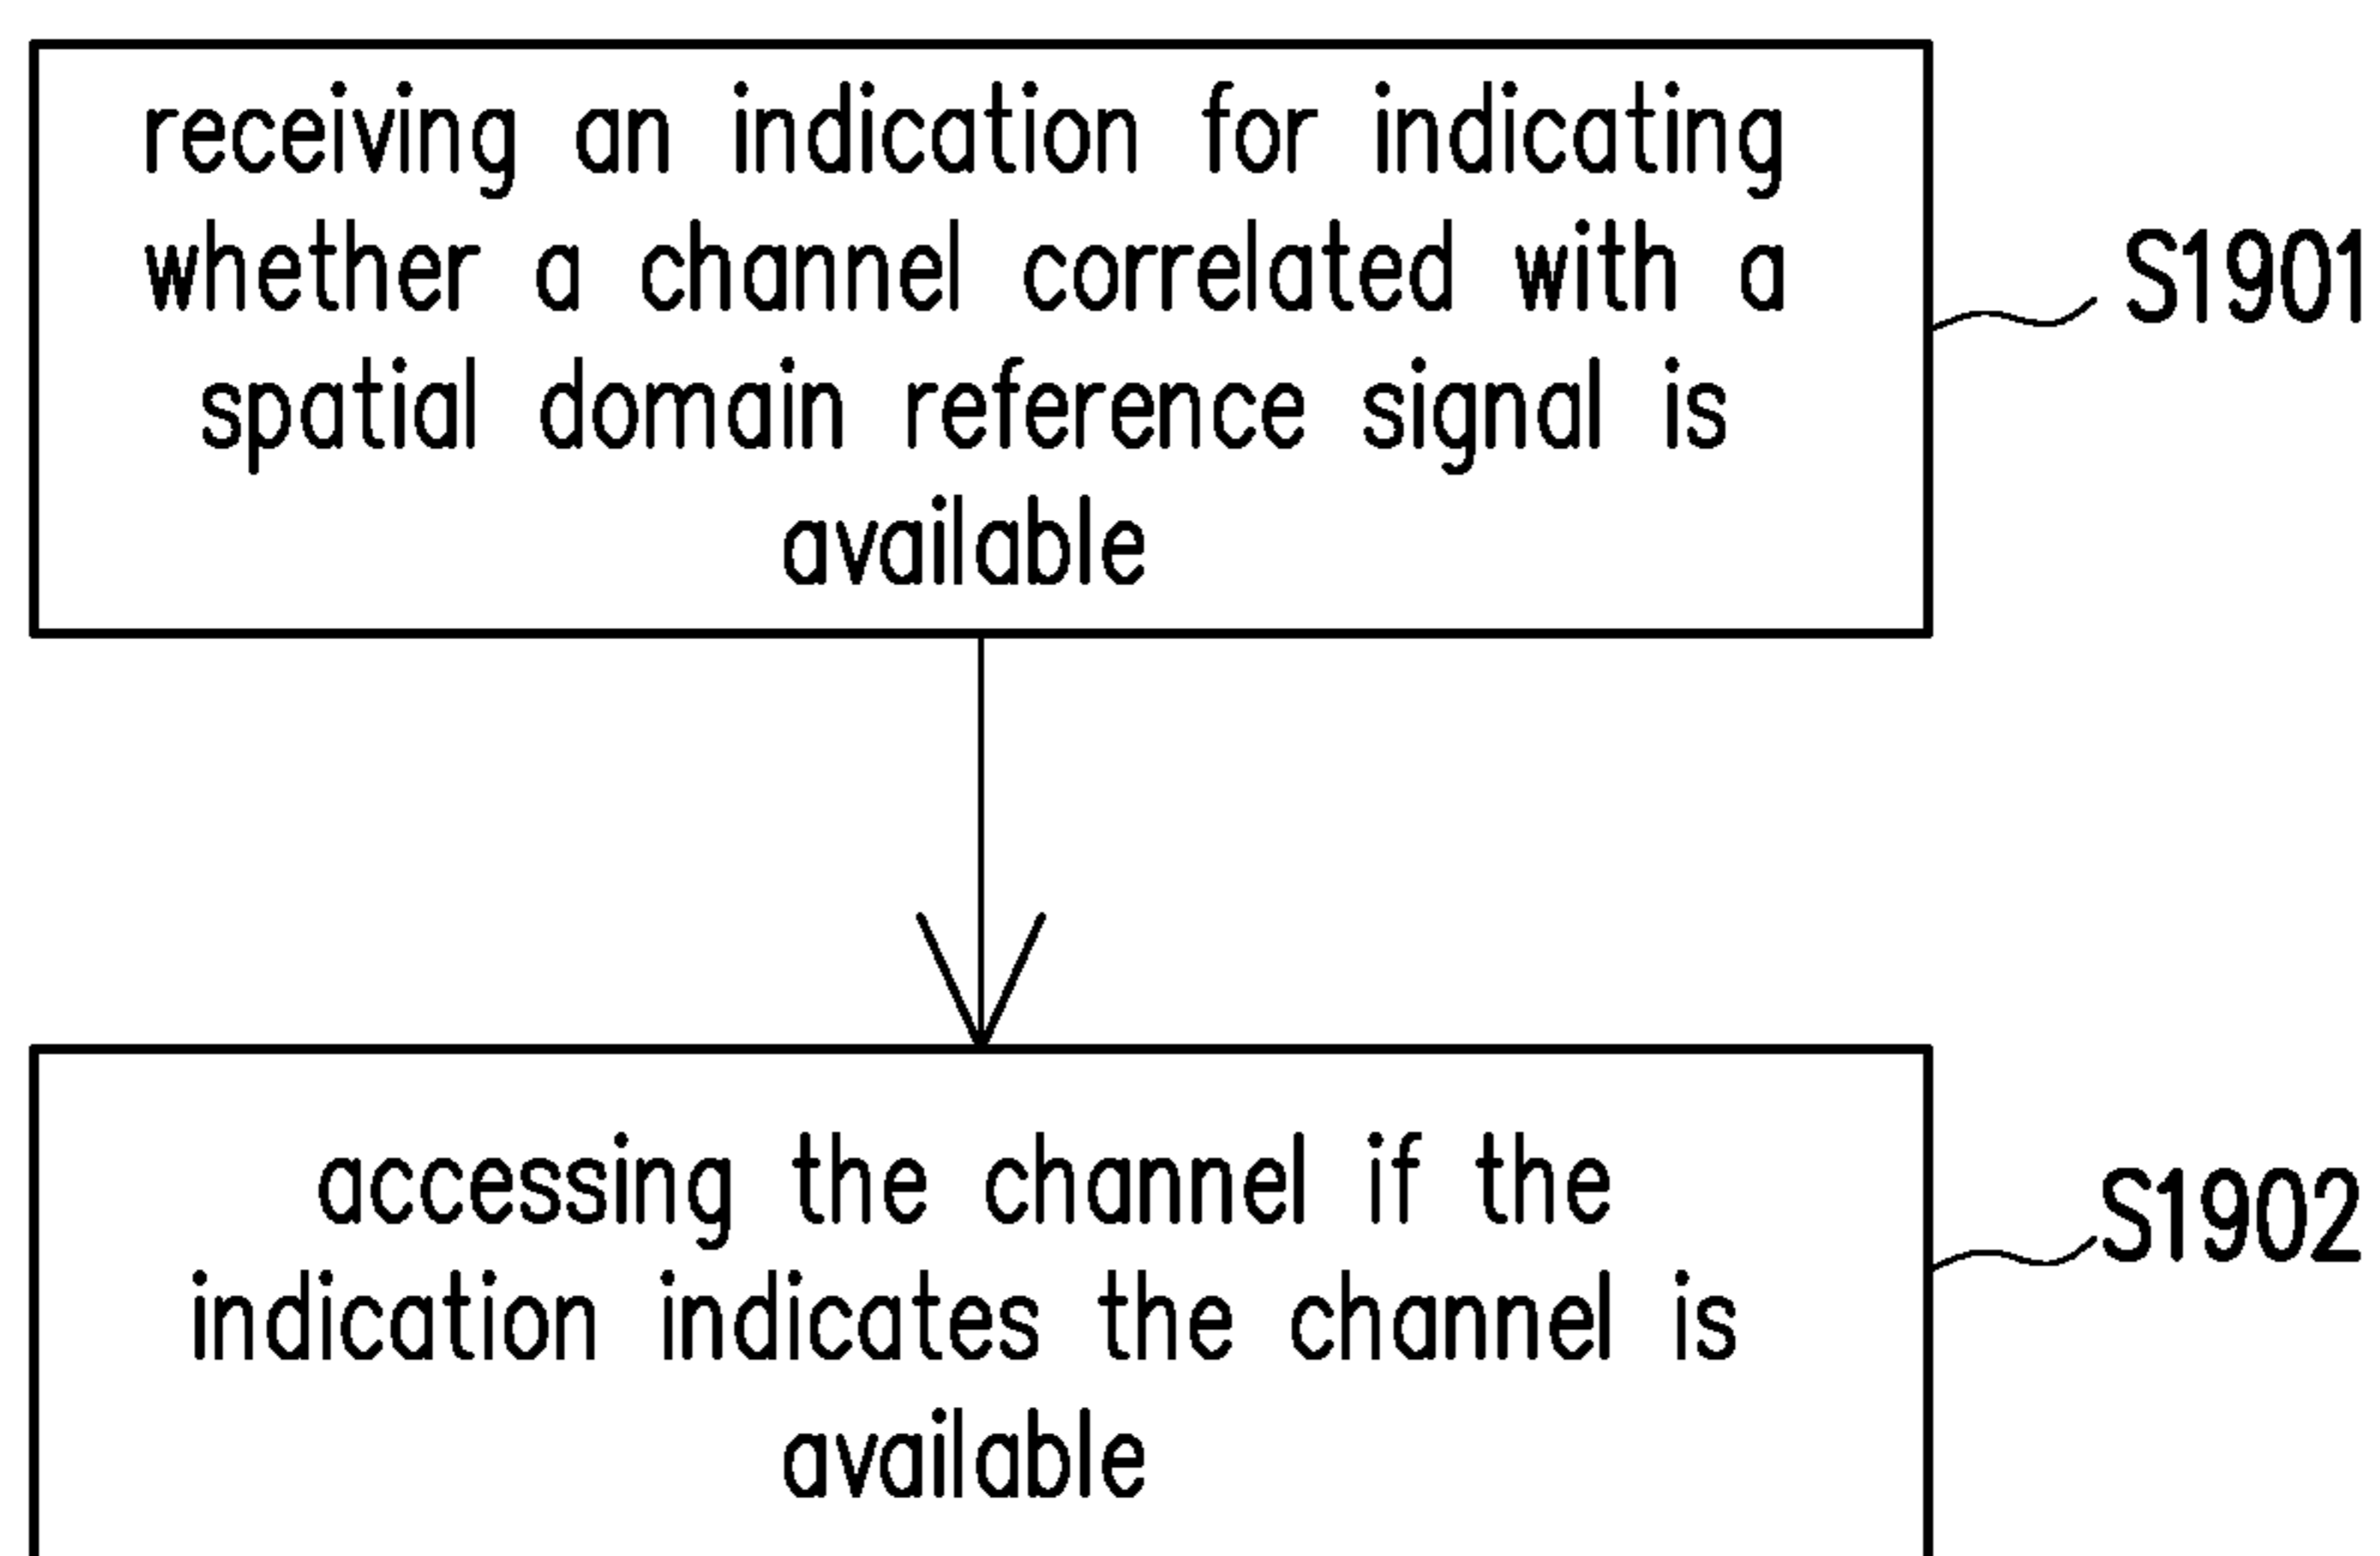 receiving an indication for indicating
whether a channel correlated with a
spatial domain reference signal is
available
S1901
accessing the channel if the
indication indicates the channel is
available
S1902